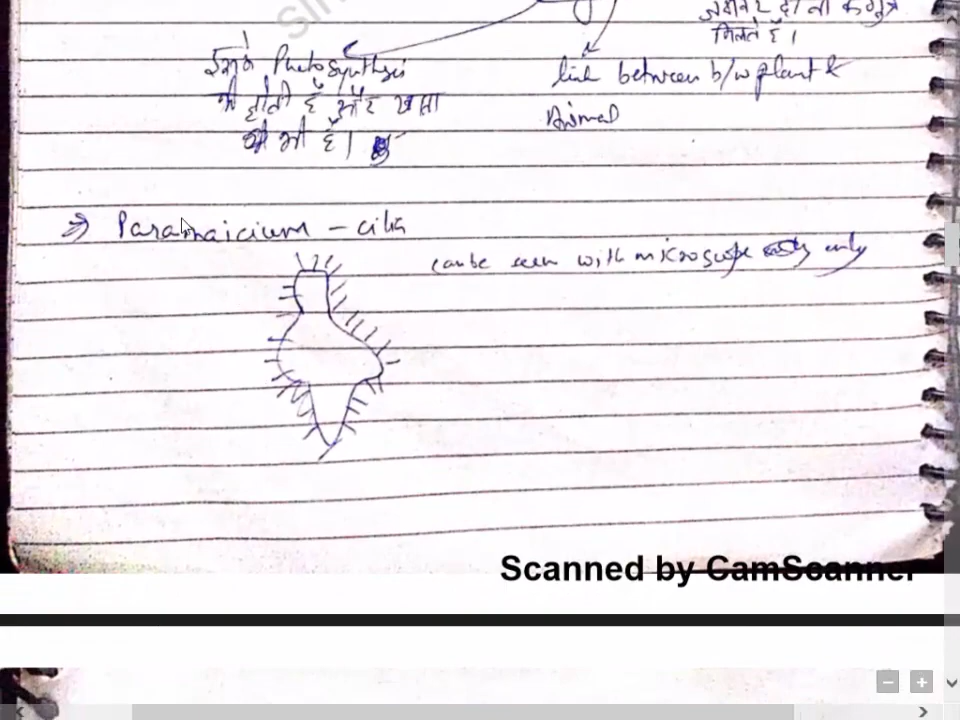 जानवर दोनों के गुण
मिलते हैं।
इसमें Photosynthesis
भी होती है और
भी है।
link between b/w plant &
Animal
⇒ Paramaicium - cilia
can be seen with microscope only
Scanned by CamScanner